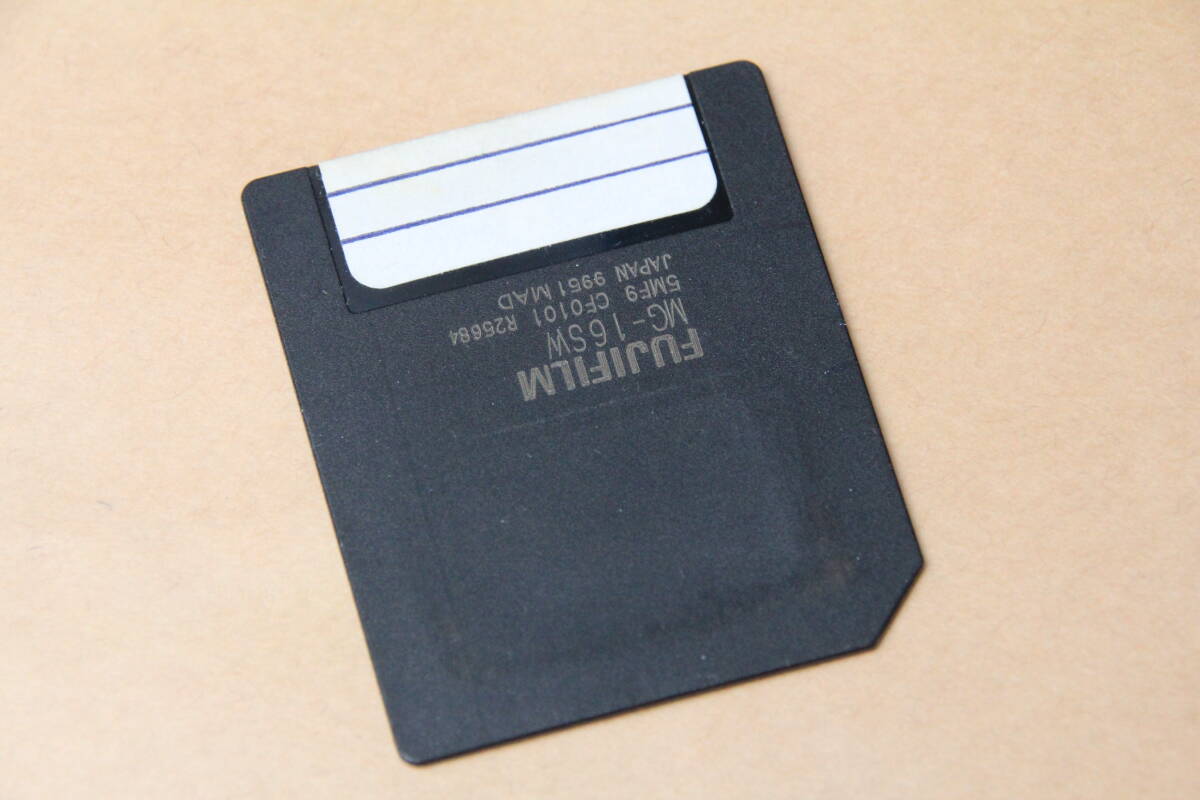 FUJIFILM
MG-16SW
5MF9 CF0101 R25684
JAPAN 9951 MAD